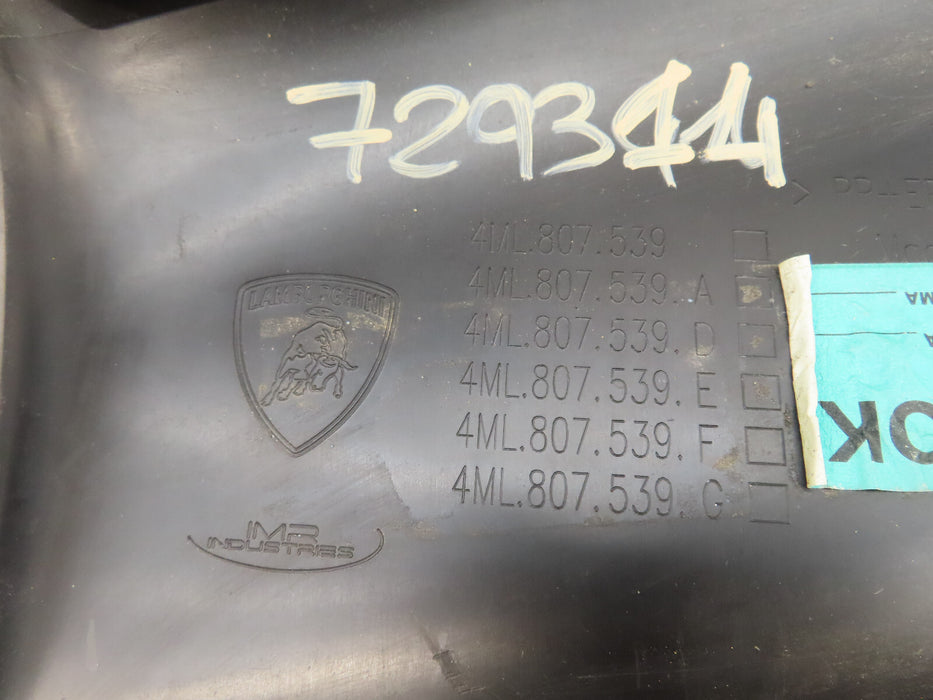 729344
4ML.807.539
4ML.807.539. A
4ML.807.539. D
4ML.807.539. E
4ML.807.539. F
4ML.807.539. G
LAMBORGHINI
IMR
INDUSTRIES
MA
OK